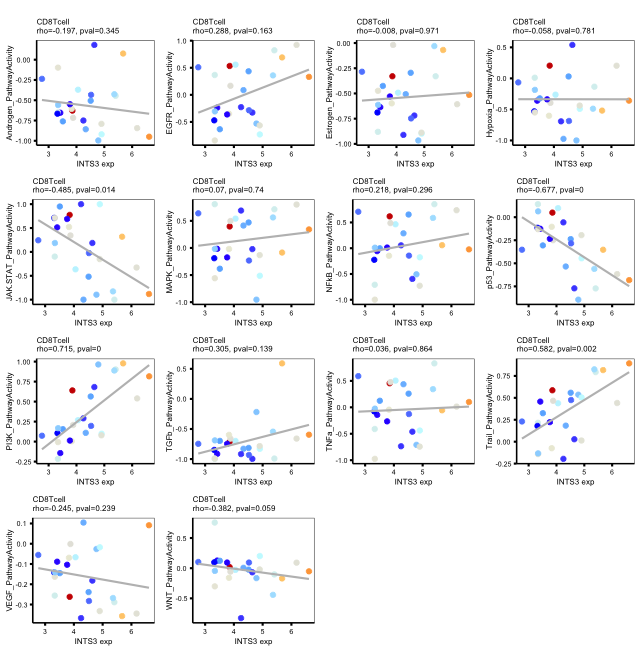 CD8Tcell
rho=-0.197, pval=0.345
Androgen_PathwayActivity
0.00
-0.25
-0.50
-0.75
-1.00
3 4 5 6
INTS3 exp
CD8Tcell
rho=0.288, pval=0.163
EGFR_PathwayActivity
1.0
0.5
0.0
-0.5
3 4 5 6
INTS3 exp
CD8Tcell
rho=-0.008, pval=0.971
Estrogen_PathwayActivity
0.00
-0.25
-0.50
-0.75
-1.00
3 4 5 6
INTS3 exp
CD8Tcell
rho=-0.058, pval=0.781
Hypoxia_PathwayActivity
0.5
0.0
-0.5
-1.0
3 4 5 6
INTS3 exp
CD8Tcell
rho=-0.485, pval=0.014
JAK.STAT_PathwayActivity
1.0
0.5
0.0
-0.5
-1.0
3 4 5 6
INTS3 exp
CD8Tcell
rho=0.07, pval=0.74
MAPK_PathwayActivity
0.5
0.0
-0.5
-1.0
3 4 5 6
INTS3 exp
CD8Tcell
rho=0.218, pval=0.296
NFkB_PathwayActivity
0.5
0.0
-0.5
-1.0
3 4 5 6
INTS3 exp
CD8Tcell
rho=-0.677, pval=0
p53_PathwayActivity
0.00
-0.25
-0.50
-0.75
3 4 5 6
INTS3 exp
CD8Tcell
rho=0.715, pval=0
PI3K_PathwayActivity
1.00
0.75
0.50
0.25
0.00
-0.25
3 4 5 6
INTS3 exp
CD8Tcell
rho=0.305, pval=0.139
TGFb_PathwayActivity
0.5
0.0
-0.5
-1.0
3 4 5 6
INTS3 exp
CD8Tcell
rho=0.036, pval=0.864
TNFa_PathwayActivity
0.5
0.0
-0.5
-1.0
3 4 5 6
INTS3 exp
CD8Tcell
rho=0.582, pval=0.002
Trail_PathwayActivity
0.75
0.50
0.25
0.00
-0.25
3 4 5 6
INTS3 exp
CD8Tcell
rho=-0.245, pval=0.239
VEGF_PathwayActivity
0.1
0.0
-0.1
-0.2
-0.3
3 4 5 6
INTS3 exp
CD8Tcell
rho=-0.382, pval=0.059
WNT_PathwayActivity
0.5
0.0
-0.5
3 4 5 6
INTS3 exp